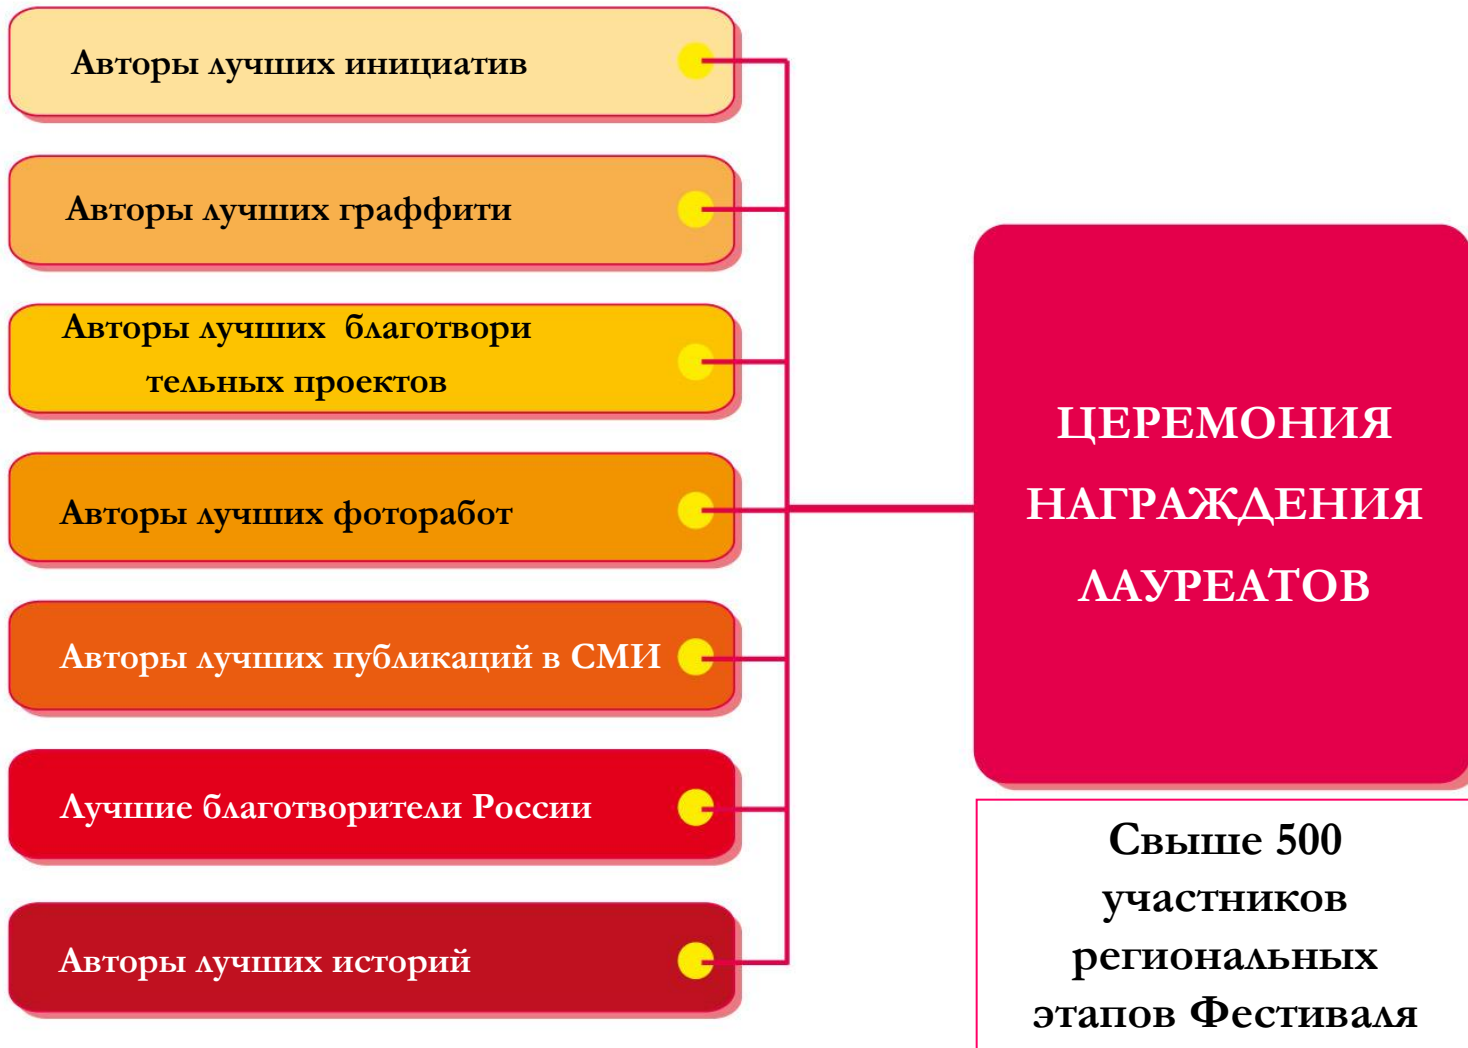 Авторы лучших инициатив
Авторы лучших граффити
Авторы лучших благотвори
тельных проектов
Авторы лучших фоторабот
Авторы лучших публикаций в СМИ
Лучшие благотворители России
Авторы лучших историй
ЦЕРЕМОНИЯ
НАГРАЖДЕНИЯ
ЛАУРЕАТОВ
Свыше 500
участников
региональных
этапов Фестиваля